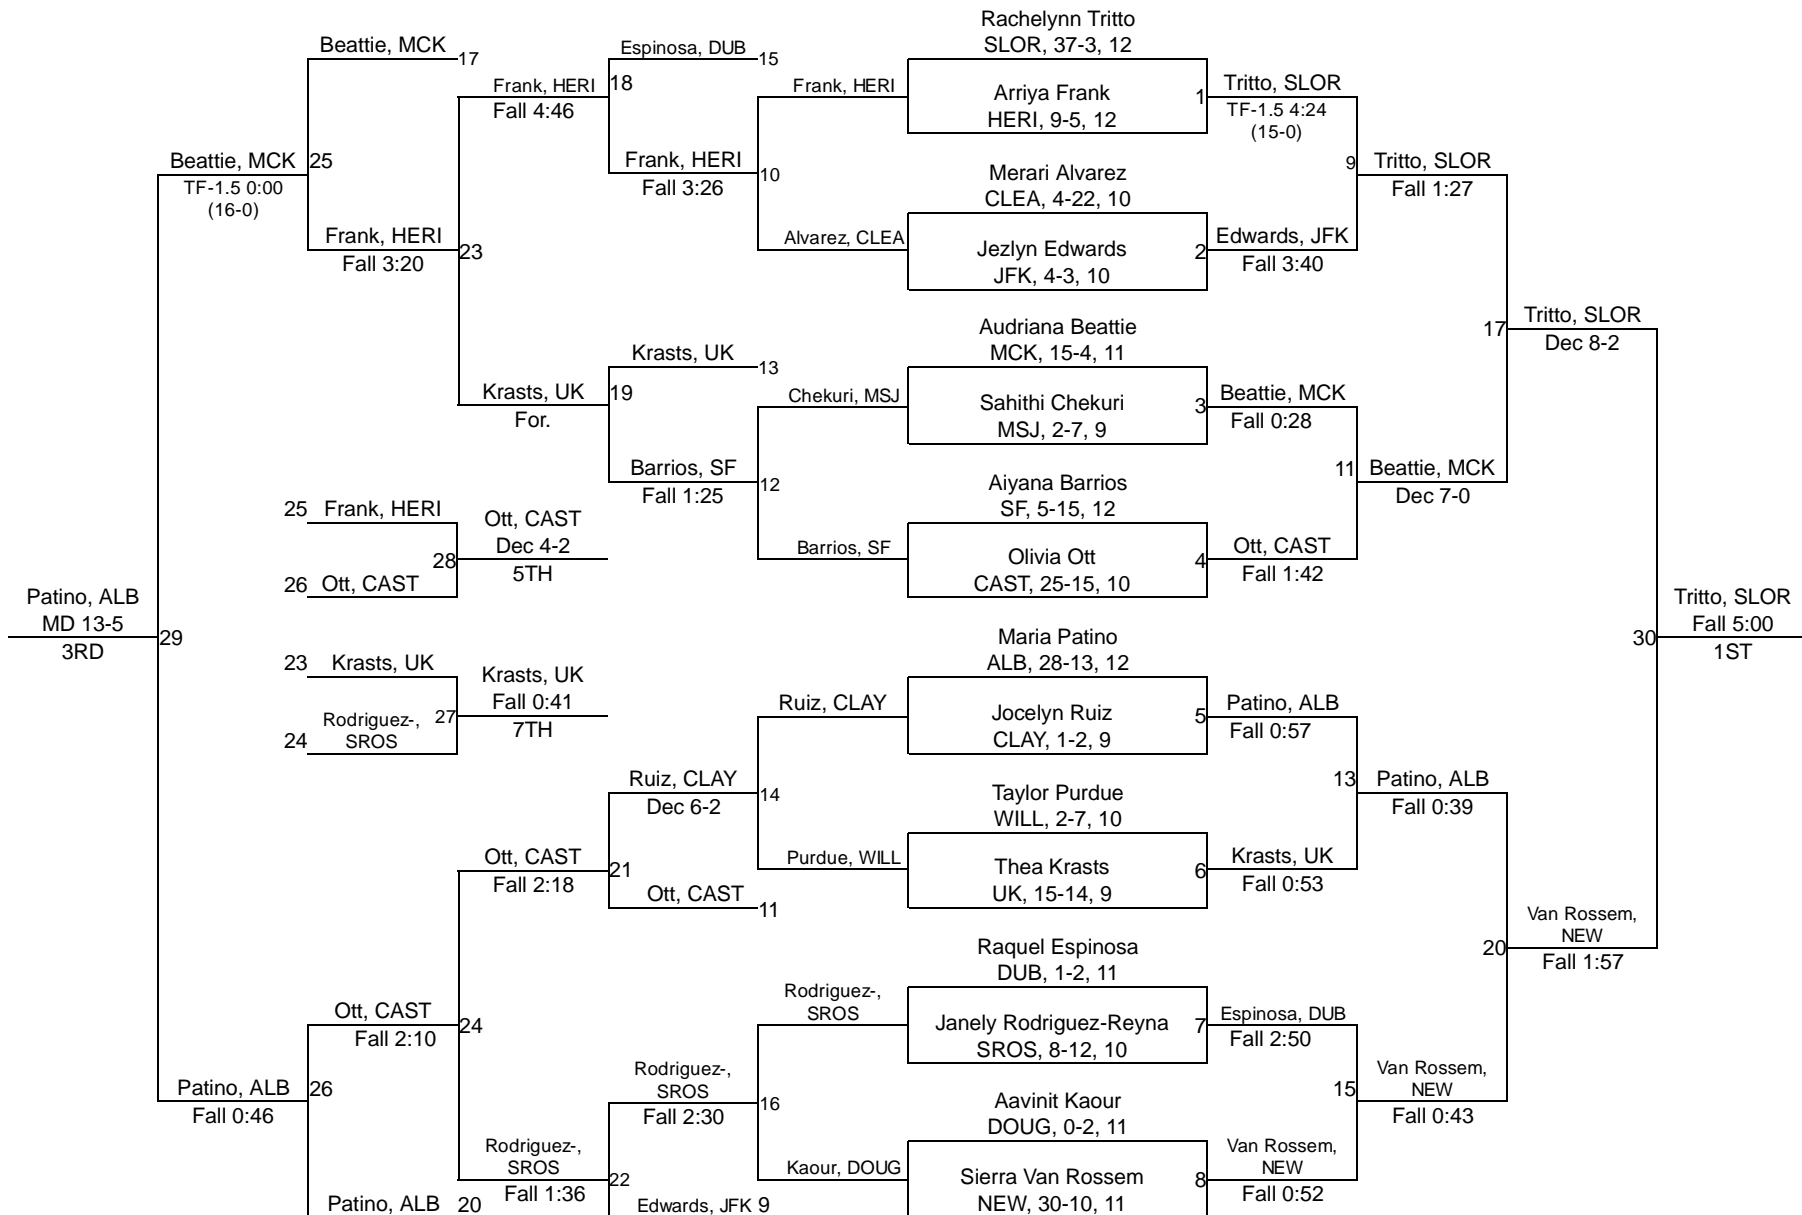 Rachelynn Tritto
SLOR, 37-3, 12
Beattie, MCK
17
Espinosa, DUB
15
Frank, HERI
18
Fall 4:46
Frank, HERI
Arriya Frank
HERI, 9-5, 12
1
Tritto, SLOR
TF-1.5 4:24
(15-0)
Beattie, MCK
25
TF-1.5 0:00
(16-0)
Frank, HERI
10
Fall 3:26
Merari Alvarez
CLEA, 4-22, 10
9
Tritto, SLOR
Fall 1:27
Frank, HERI
23
Fall 3:20
Alvarez, CLEA
Jezlyn Edwards
JFK, 4-3, 10
2
Edwards, JFK
Fall 3:40
Audriana Beattie
MCK, 15-4, 11
17
Tritto, SLOR
Dec 8-2
Krasts, UK
13
Krasts, UK
19
For.
Chekuri, MSJ
Sahithi Chekuri
MSJ, 2-7, 9
3
Beattie, MCK
Fall 0:28
Barrios, SF
12
Fall 1:25
Aiyana Barrios
SF, 5-15, 12
11
Beattie, MCK
Dec 7-0
25
Frank, HERI
Ott, CAST
Dec 4-2
28
5TH
26
Ott, CAST
Barrios, SF
Olivia Ott
CAST, 25-15, 10
4
Ott, CAST
Fall 1:42
Patino, ALB
MD 13-5
29
3RD
Maria Patino
ALB, 28-13, 12
Tritto, SLOR
Fall 5:00
30
1ST
23
Krasts, UK
Krasts, UK
Fall 0:41
27
7TH
24
Rodriguez-,
SROS
Ruiz, CLAY
Jocelyn Ruiz
CLAY, 1-2, 9
5
Patino, ALB
Fall 0:57
Ruiz, CLAY
14
Dec 6-2
Taylor Purdue
WILL, 2-7, 10
13
Patino, ALB
Fall 0:39
Ott, CAST
21
Fall 2:18
Ott, CAST
11
Purdue, WILL
Thea Krasts
UK, 15-14, 9
6
Krasts, UK
Fall 0:53
Raquel Espinosa
DUB, 1-2, 11
20
Van Rossem,
NEW
Fall 1:57
Ott, CAST
24
Fall 2:10
Rodriguez-,
SROS
Janely Rodriguez-Reyna
SROS, 8-12, 10
7
Espinosa, DUB
Fall 2:50
Patino, ALB
26
Fall 0:46
Rodriguez-,
SROS
16
Fall 2:30
Aavinit Kaour
DOUG, 0-2, 11
15
Van Rossem,
NEW
Fall 0:43
Rodriguez-,
SROS
22
Fall 1:36
Kaour, DOUG
Sierra Van Rossem
NEW, 30-10, 11
8
Van Rossem,
NEW
Fall 0:52
Patino, ALB
20
Edwards, JFK
9